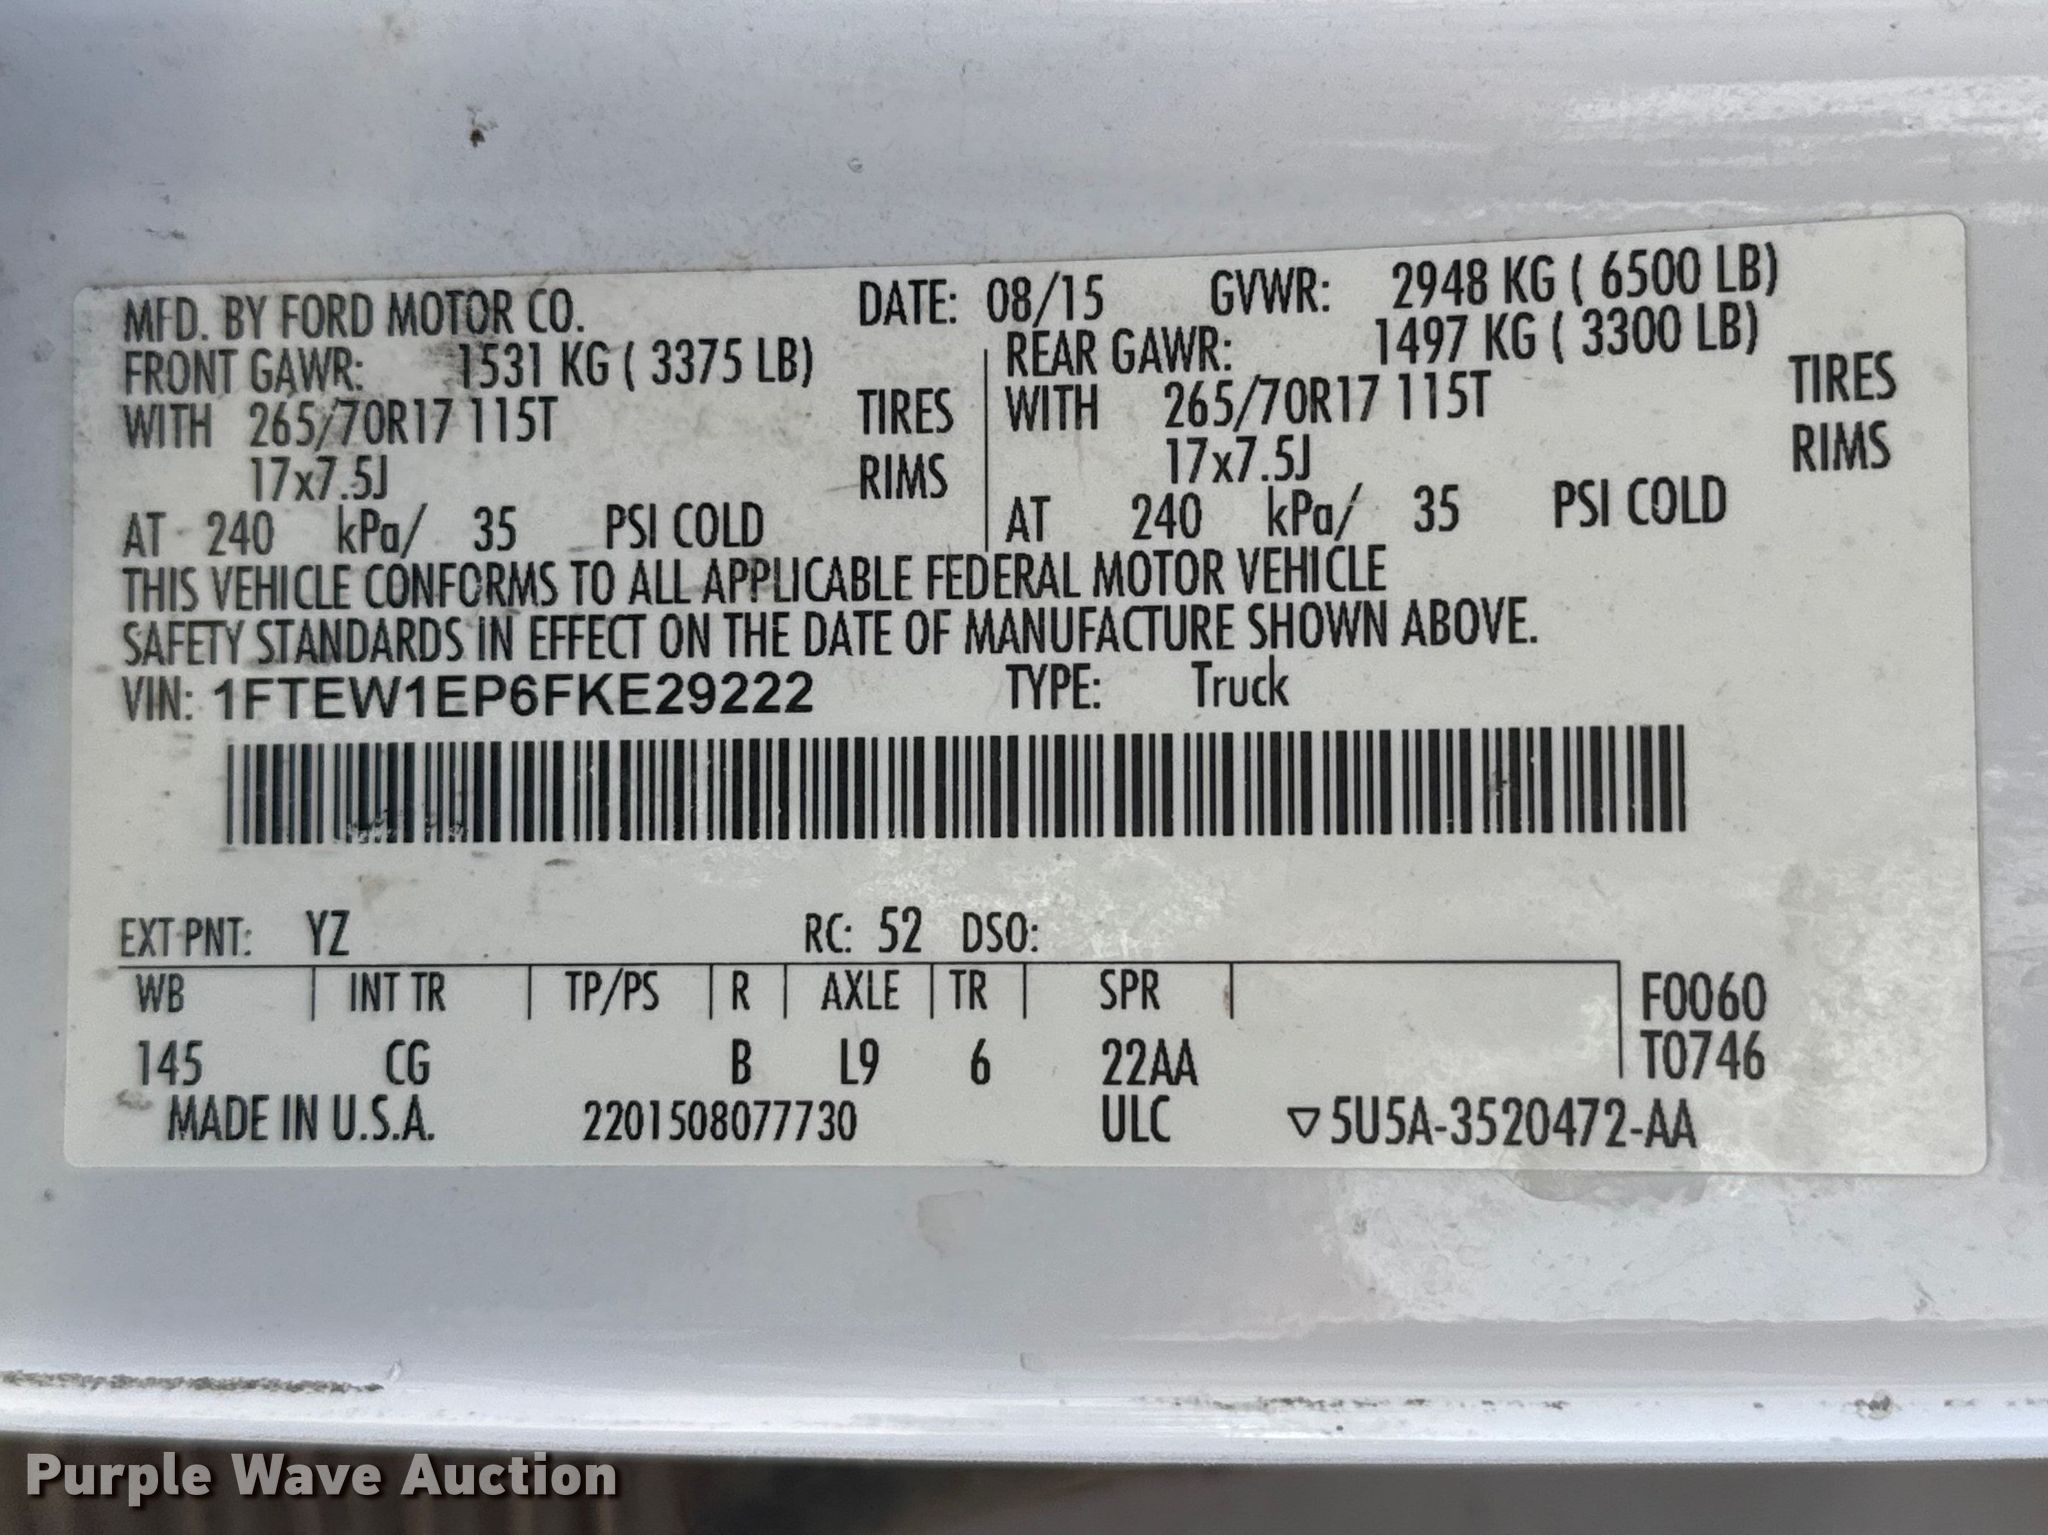 MFD. BY FORD MOTOR CO. DATE: 08/15 GVWR: 2948 KG ( 6500 LB)
FRONT GAWR: 1531 KG ( 3375 LB) REAR GAWR: 1497 KG ( 3300 LB)
WITH 265/70R17 115T TIRES WITH 265/70R17 115T TIRES
17x7.5J RIMS 17x7.5J RIMS
AT 240 kPa/ 35 PSI COLD AT 240 kPa/ 35 PSI COLD
THIS VEHICLE CONFORMS TO ALL APPLICABLE FEDERAL MOTOR VEHICLE
SAFETY STANDARDS IN EFFECT ON THE DATE OF MANUFACTURE SHOWN ABOVE.
VIN: 1FTEW1EP6FKE29222 TYPE: Truck
EXT PNT: YZ RC: 52 DSO:
WB INT TR TP/PS R AXLE TR SPR F0060
145 CG B L9 6 22AA T0746
MADE IN U.S.A. 2201508077730 ULC ▽5U5A-3520472-AA
Purple Wave Auction